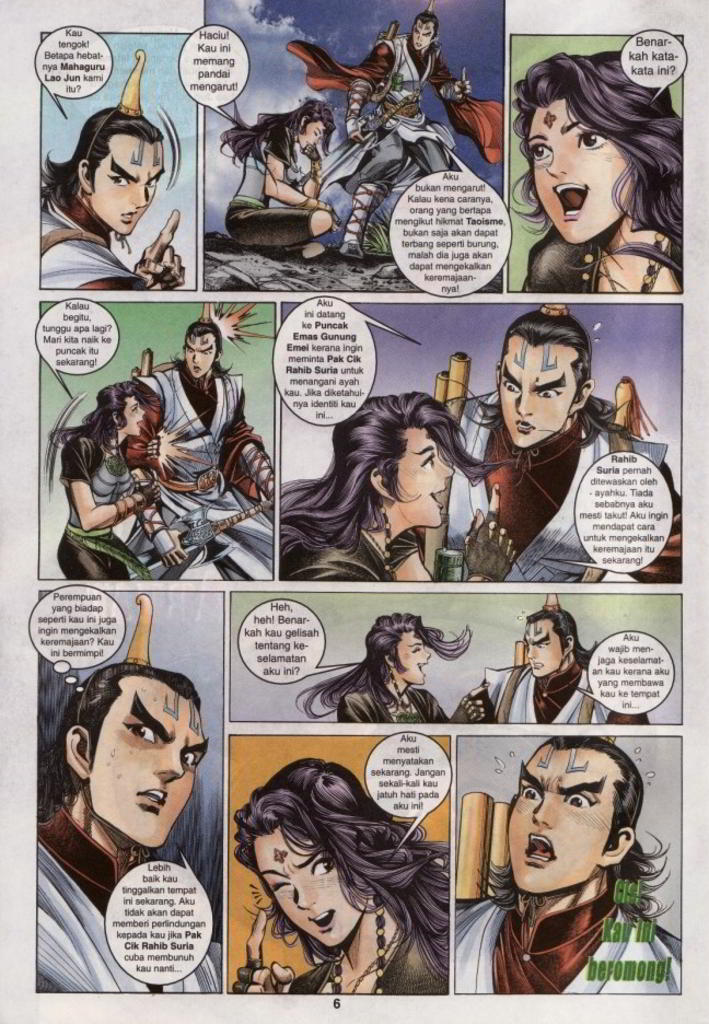 Kau
tengok!
Betapa hebat-
nya Mahaguru
Lao Jun kami
itu?
Haciu!
Kau ini
memang
pandai
mengarut!
Aku
bukan mengarut!
Kalau kena caranya,
orang yang bertapa
mengikut Taoisme,
bukan saja akan dapat
terbang seperti burung,
malah dia juga akan
dapat mengekalkan
keremajaan-
nya!
Benar-
kah kata-
kata ini?
Kalau
begitu,
tunggu apa lagi?
Mari kita naik ke
puncak itu
sekarang!
Aku
ini datang
ke Puncak
Emas Gunung
Emei kerana ingin
meminta Pak Cik
Rahib Suria untuk
menangani ayah
kau. Jika diketahui-
nya identiti kau
ini...
Rahib
Suria pernah
dikalahkan oleh
ayahku. Tiada
apa yang aku
mesti takut! Aku ingin
mendapat cara
untuk mengekalkan
keremajaan itu
sekarang!
Perempuan
yang biadap
seperti kau ini juga
ingin mengekalkan
keremajaan? Kau
ini bermimpi!
Lebih
baik kau
tinggalkan tempat
ini sekarang. Aku
tidak akan dapat
memberi perlindungan
kepada kau jika Pak
Cik Rahib Suria
cuba membunuh
kau nanti...
Heh,
heh! Benar-
kah kau gelisah
tentang ke-
selamatan
aku ini?
Aku
wajib men-
jaga keselamat-
an kau kerana aku
yang membawa
kau ke tempat
ini...
Aku
mesti
menyatakan
sekarang. Jangan
sekali-kali kau
jatuh hati pada
aku ini!
Cis!
Kau ini
beromong!
6